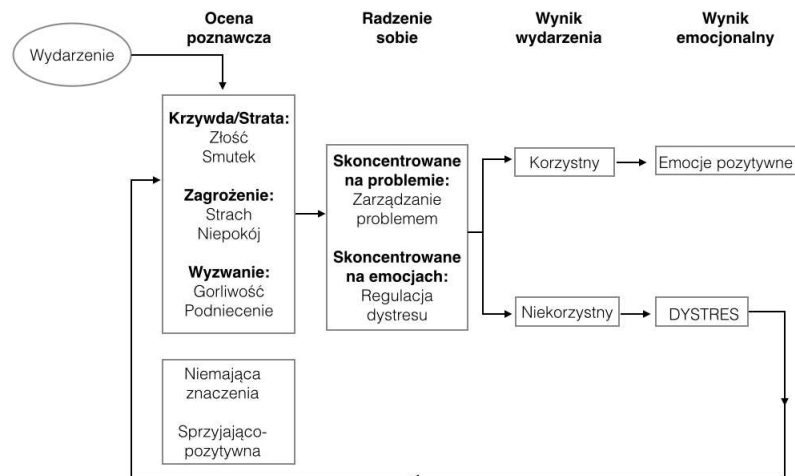 Ocena
poznawcza
Radzenie
sobie
Wynik
wydarzenia
Wynik
emocjonalny
Wydarzenie
Krzywda/Strata:
Złość
Smutek
Zagrożenie:
Strach
Niepokój
Wyzwanie:
Gorliwość
Podniecenie
Niemająca
znaczenia
Sprzyjająco-
pozytywna
Skoncentrowane
na problemie:
Zarządzanie
problemem
Skoncentrowane
na emocjach:
Regulacja
dystresu
Korzystny
Emocje pozytywne
Niekorzystny
DYSTRES